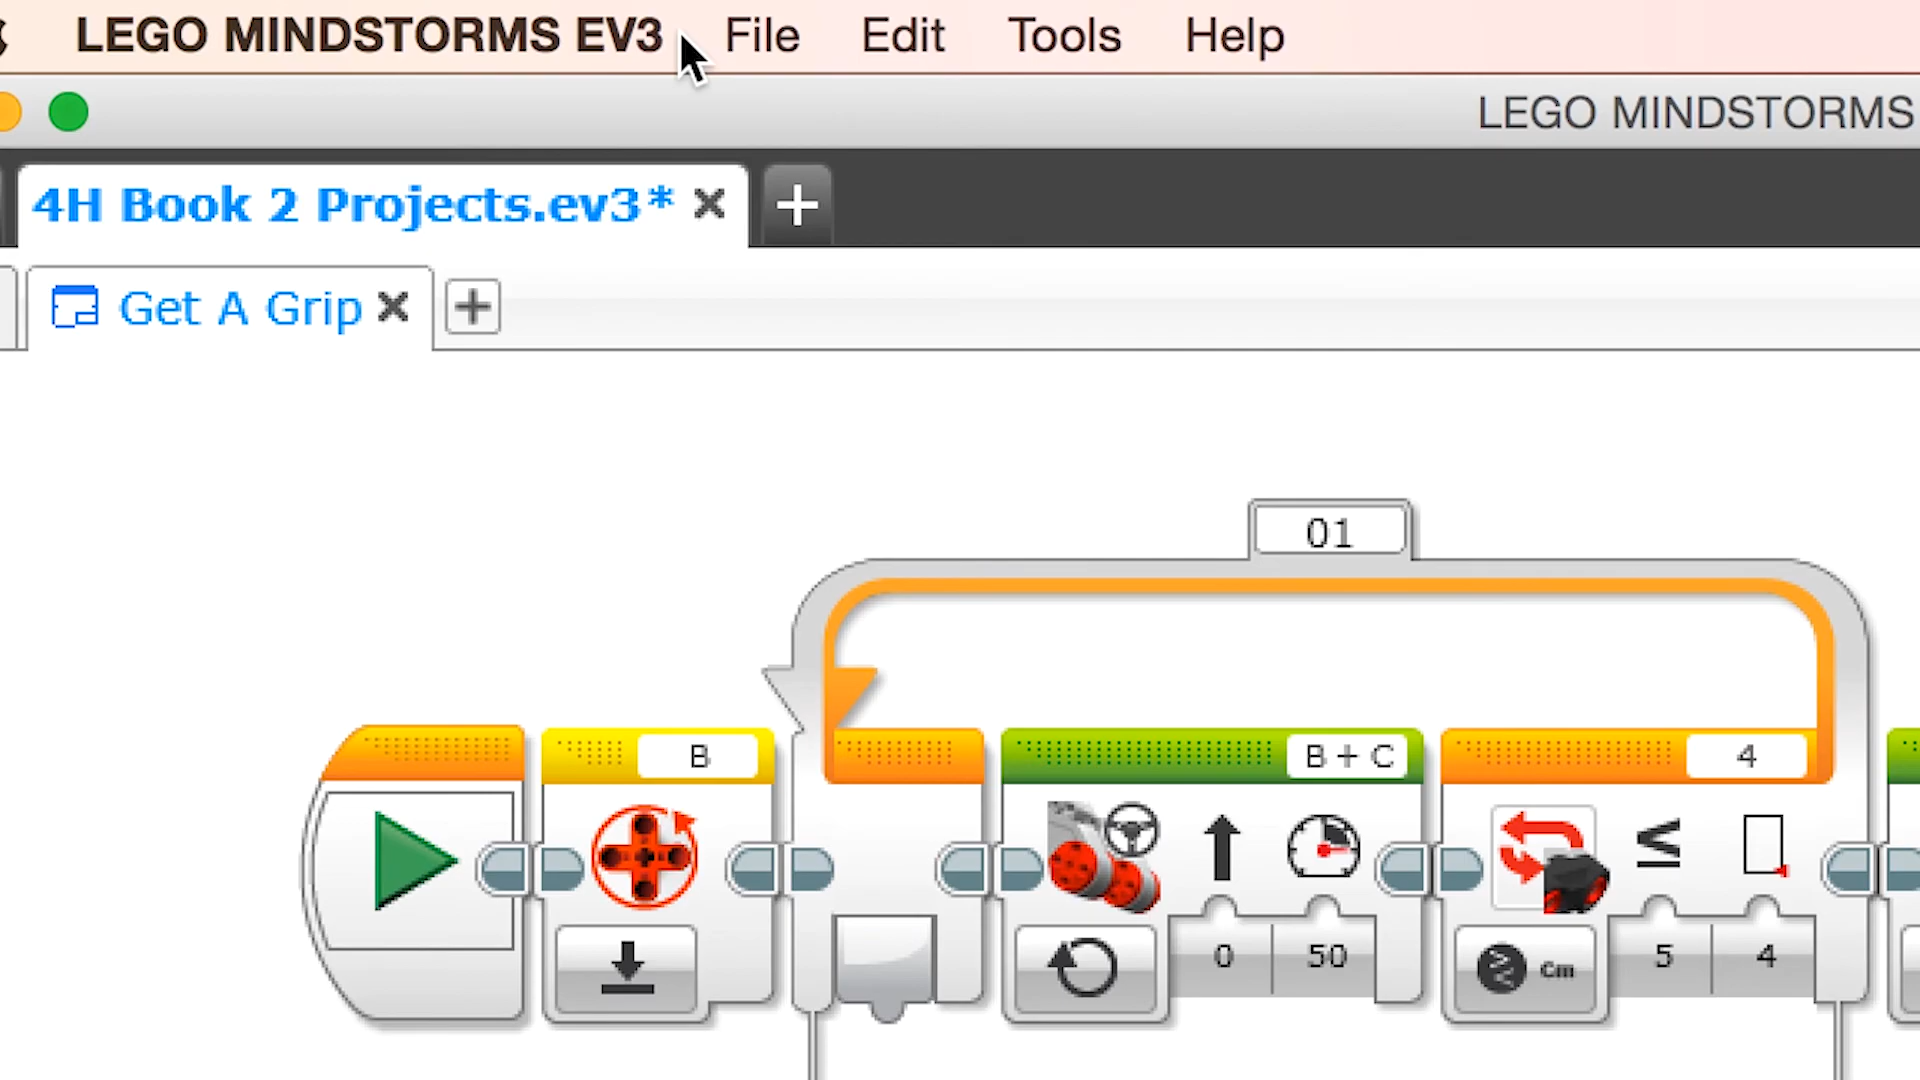 LEGO MINDSTORMS EV3 File Edit Tools Help
LEGO MINDSTORMS
4H Book 2 Projects.ev3*
Get A Grip
01
B B + C 4
cm
0 50 5 4